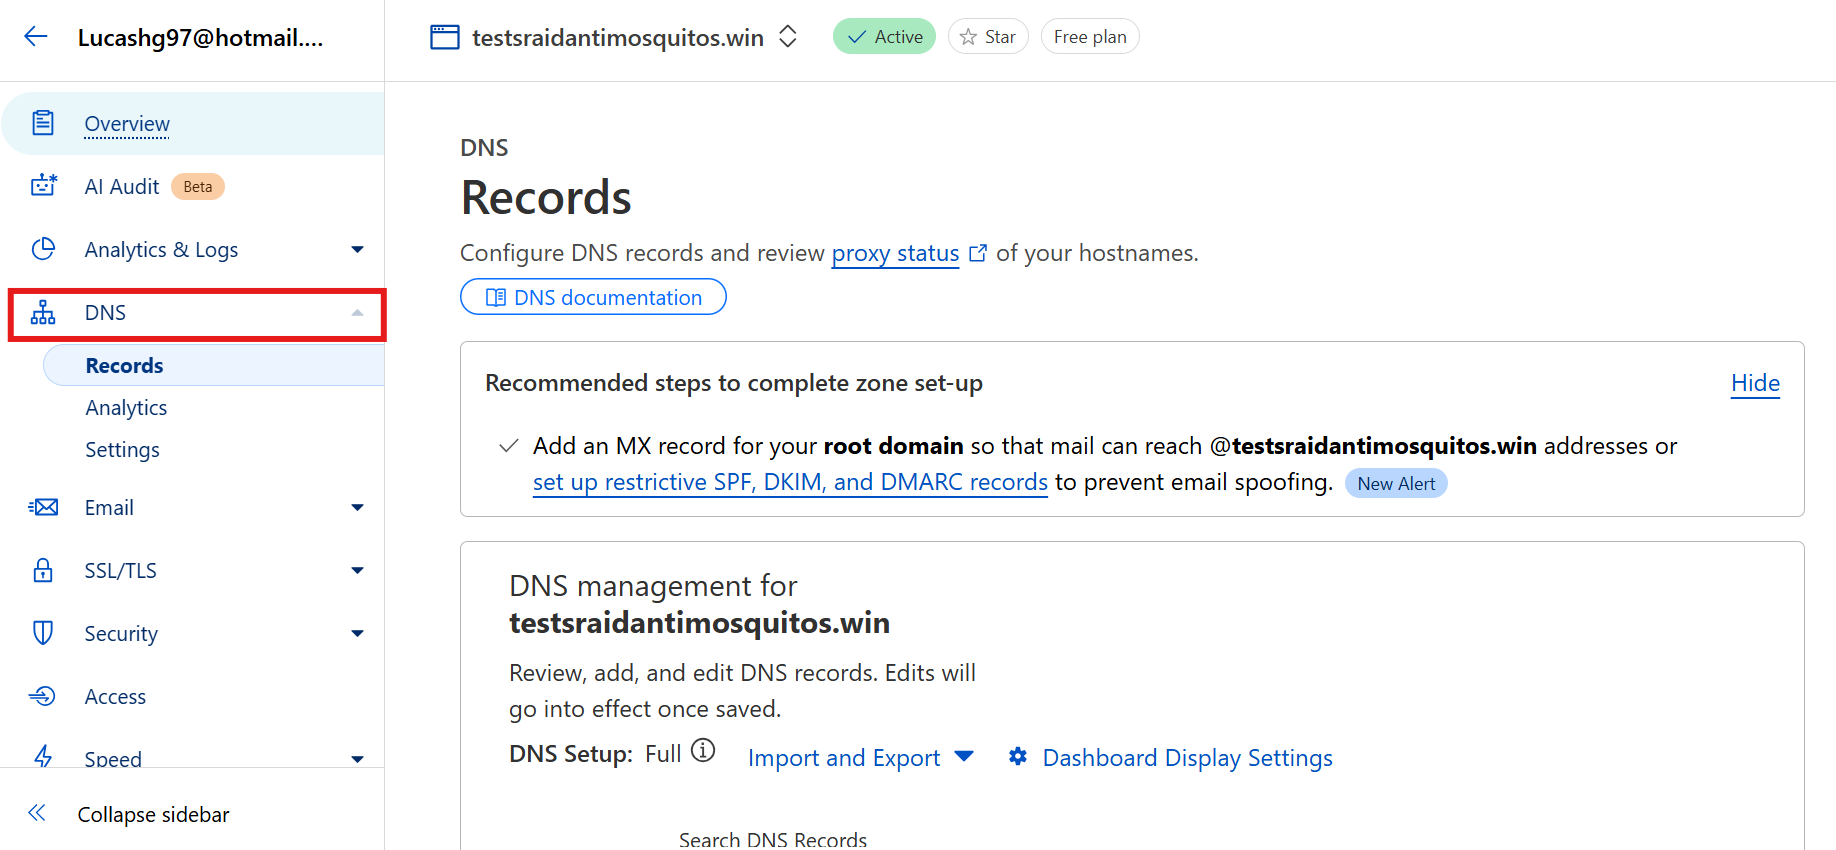 Lucashg97@hotmail....
testsraidantimosquitos.win
Active
Star
Free plan
Overview
AI Audit Beta
Analytics & Logs
DNS
Records
Analytics
Settings
Email
SSL/TLS
Security
Access
Speed
Collapse sidebar
DNS
Records
Configure DNS records and review proxy status of your hostnames.
DNS documentation
Recommended steps to complete zone set-up
Hide
Add an MX record for your root domain so that mail can reach @testsraidantimosquitos.win addresses or
set up restrictive SPF, DKIM, and DMARC records to prevent email spoofing. New Alert
DNS management for
testsraidantimosquitos.win
Review, add, and edit DNS records. Edits will
go into effect once saved.
DNS Setup: Full
Import and Export
Dashboard Display Settings
Search DNS Records